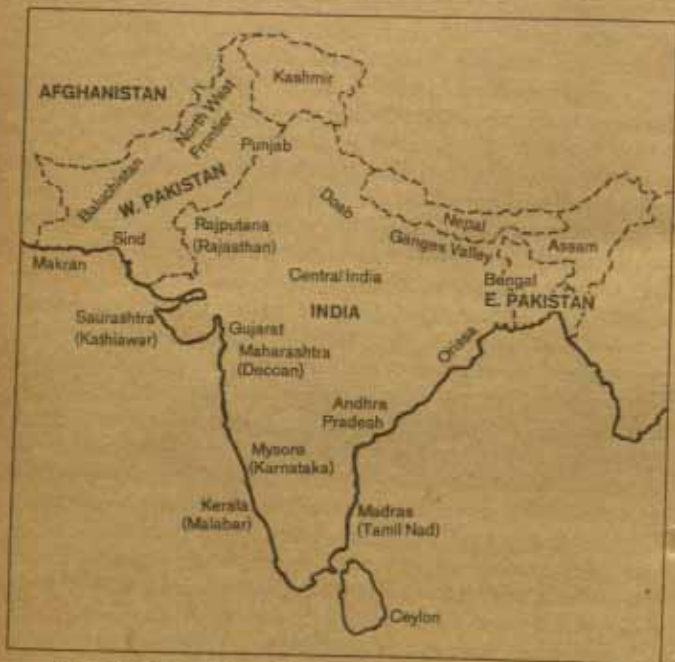 Kashmir
AFGHANISTAN
North West
Frontier
Punjab
Baluchistan
W. PAKISTAN
Doab
Nepal
Rajputana
(Rajasthan)
Sind
Ganges Valley
Assam
Makran
Central India
Bengal
E. PAKISTAN
INDIA
Saurashtra
(Kathiawar)
Gujarat
Maharashtra
(Deccan)
Orissa
Andhra
Pradesh
Mysore
(Karnataka)
Kerala
(Malabar)
Madras
(Tamil Nad)
Ceylon